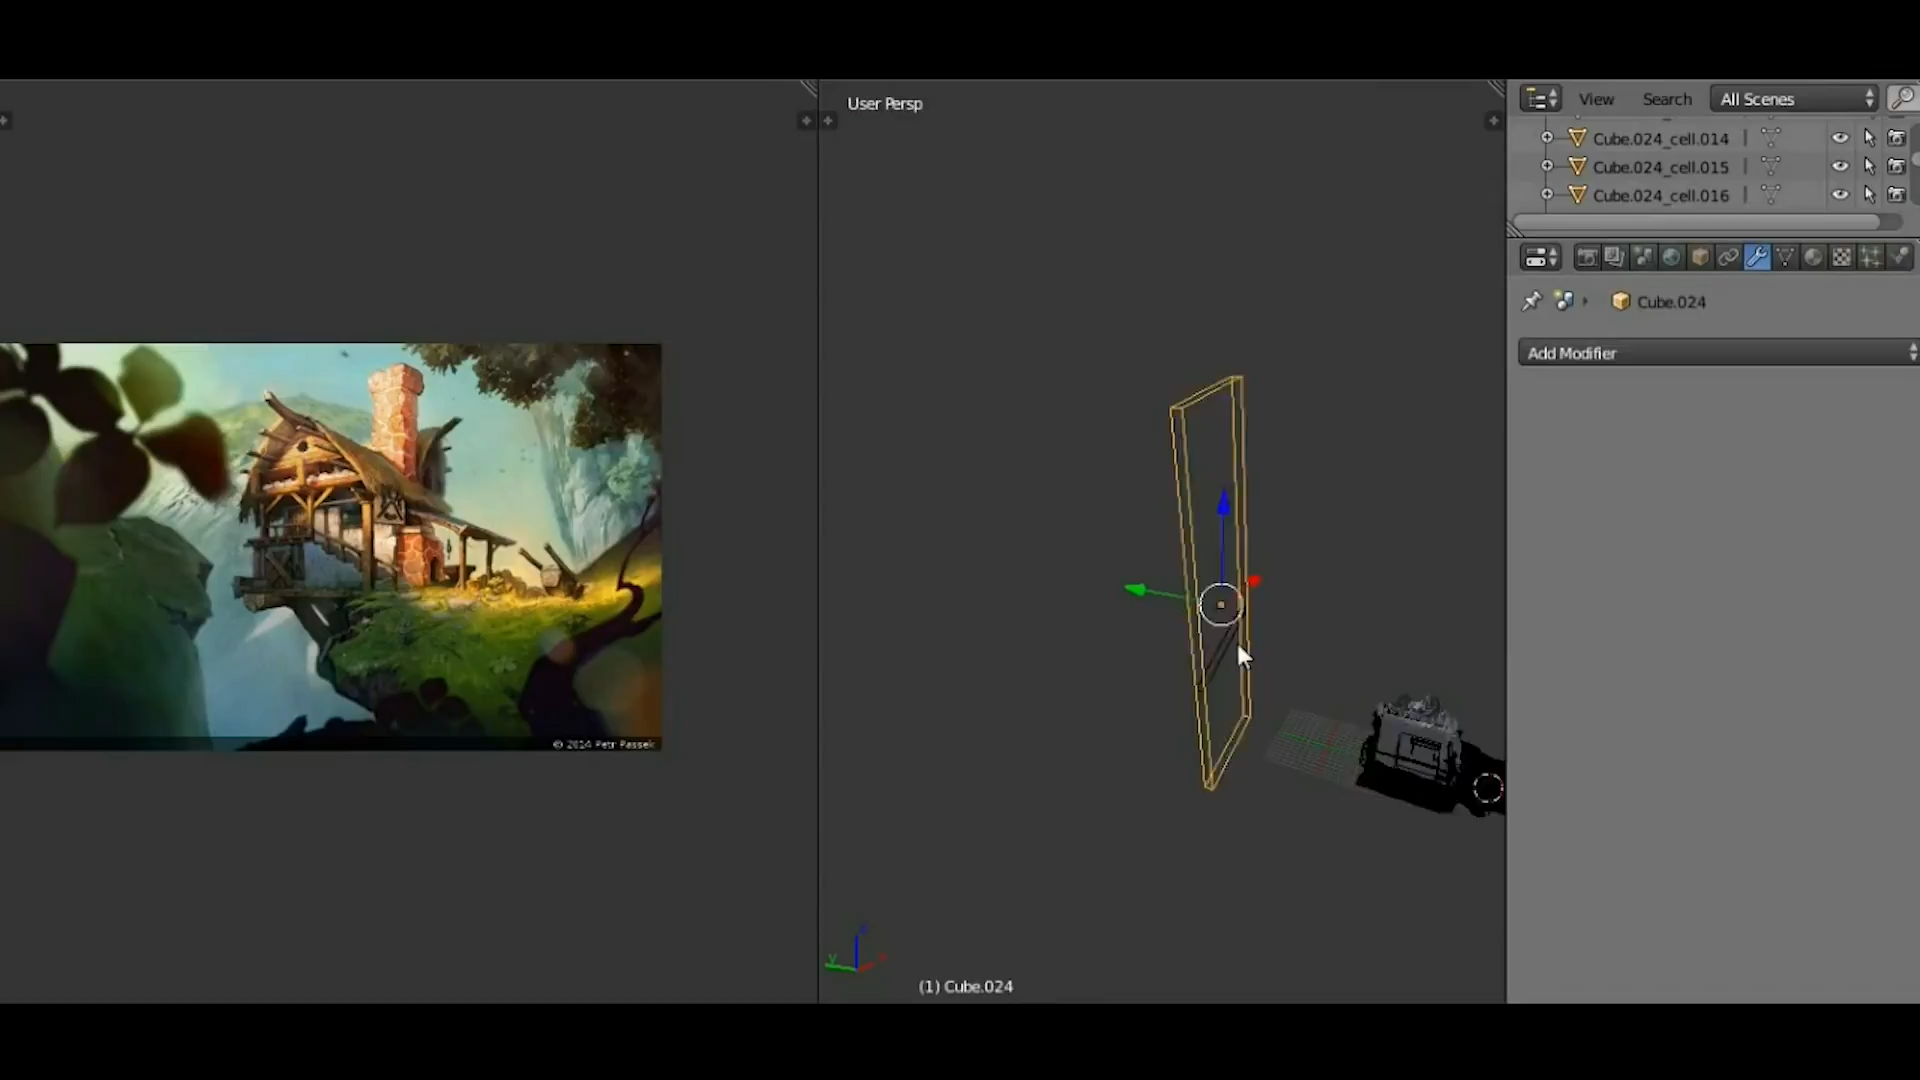 User Persp
View Search All Scenes
Cube.024_cell.014
Cube.024_cell.015
Cube.024_cell.016
Cube.024
Add Modifier
© 2014 Petr Passek
(1) Cube.024